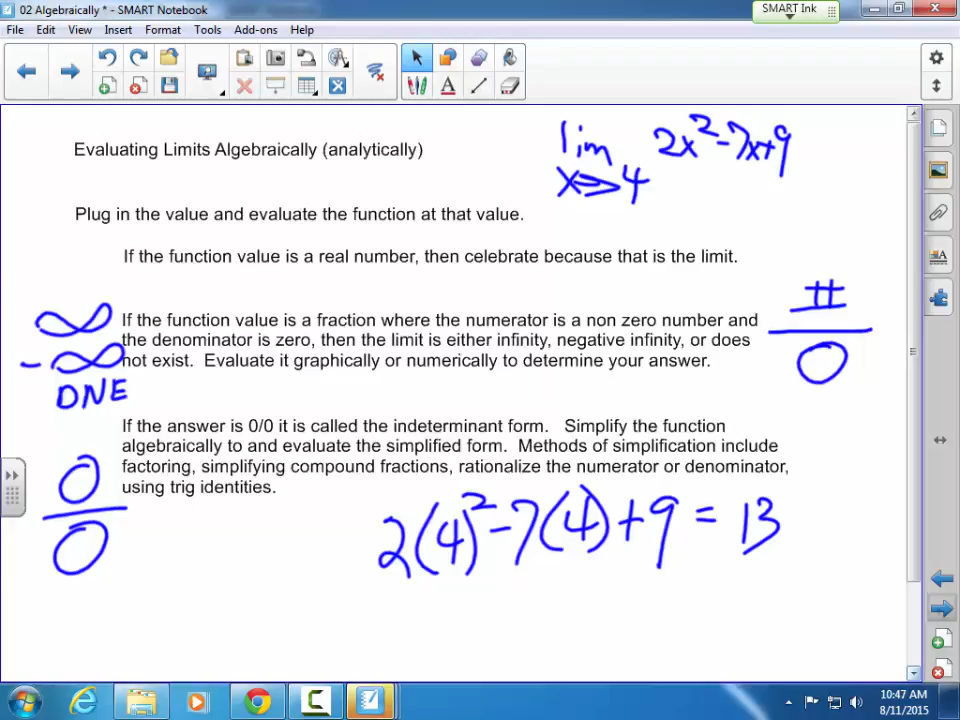 02 Algebraically * - SMART Notebook
SMART Ink
File Edit View Insert Format Tools Add-ons Help
lim 2x²-7x+9
x→4
Evaluating Limits Algebraically (analytically)
Plug in the value and evaluate the function at that value.
If the function value is a real number, then celebrate because that is the limit.
#
∞ If the function value is a fraction where the numerator is a non zero number and
-∞ the denominator is zero, then the limit is either infinity, negative infinity, or does
0
not exist. Evaluate it graphically or numerically to determine your answer.
DNE
If the answer is 0/0 it is called the indeterminant form. Simplify the function
algebraically to and evaluate the simplified form. Methods of simplification include
factoring, simplifying compound fractions, rationalize the numerator or denominator,
0
using trig identities.
0
2(4)²-7(4)+9=13
10:47 AM
8/11/2015